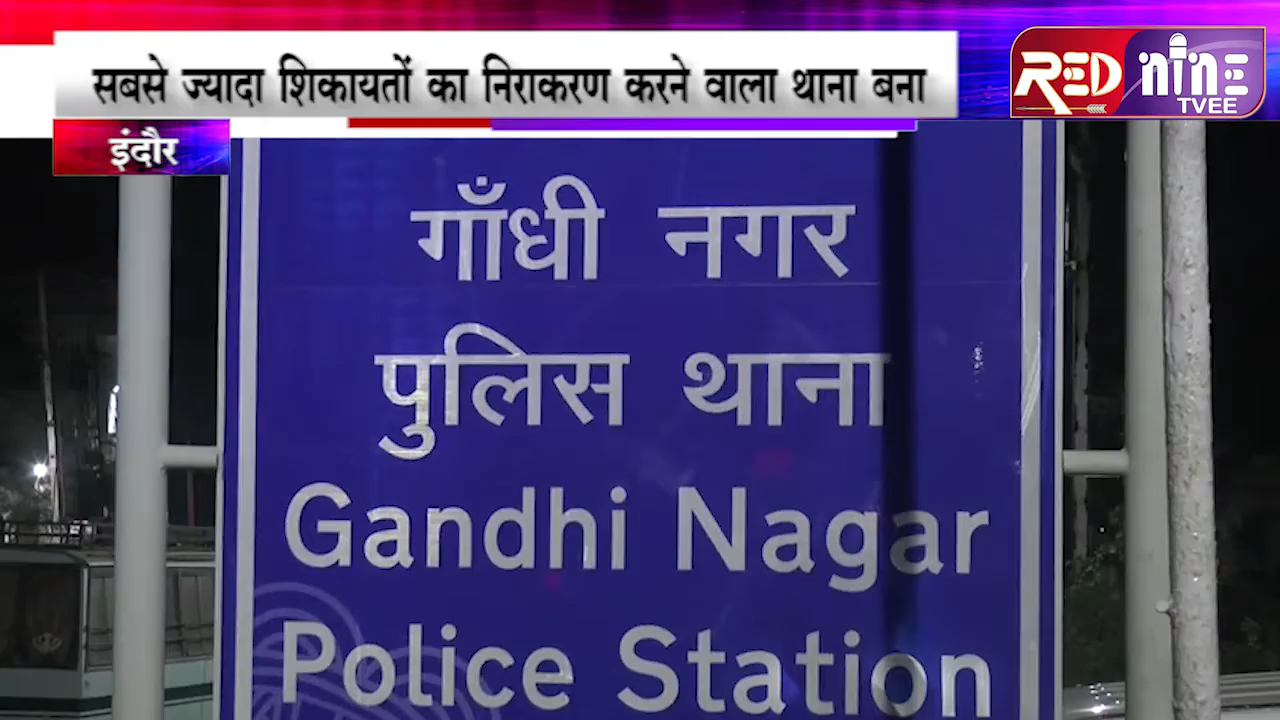 सबसे ज्यादा शिकायतों का निराकरण करने वाला थाना बना
RED NINE
TVEE
इंदौर
गाँधी नगर
पुलिस थाना
Gandhi Nagar
Police Station